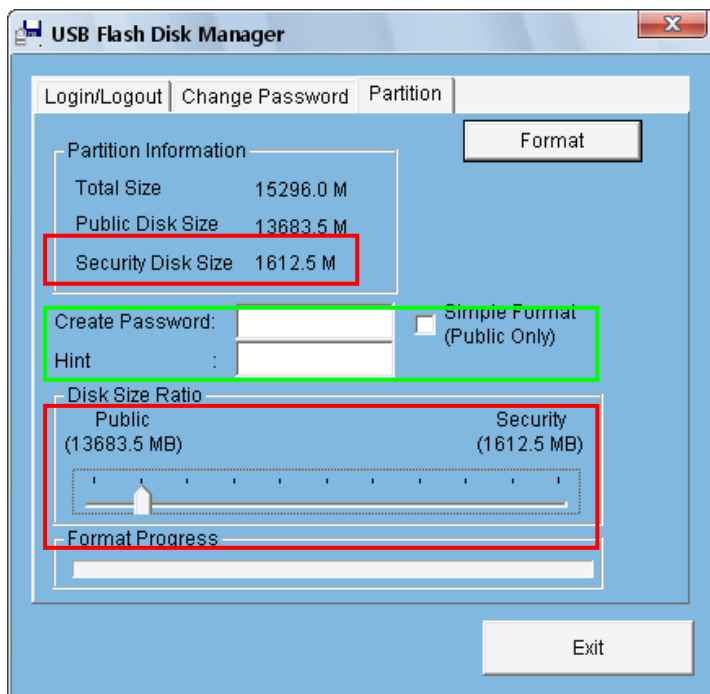 USB Flash Disk Manager
Login/Logout Change Password Partition
Format
Partition Information
Total Size 15296.0 M
Public Disk Size 13683.5 M
Security Disk Size 1612.5 M
Create Password:
Simple Format
(Public Only)
Hint :
Disk Size Ratio
Public Security
(13683.5 MB) (1612.5 MB)
Format Progress
Exit